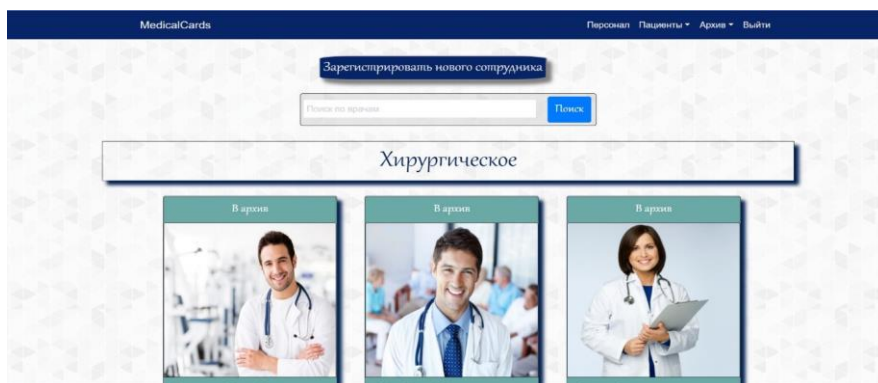 MedicalCards
Персонал Пациенты Архив Выйти
Зарегистрировать нового сотрудника
Поиск по врачам Поиск
Хирургическое
В архив В архив В архив